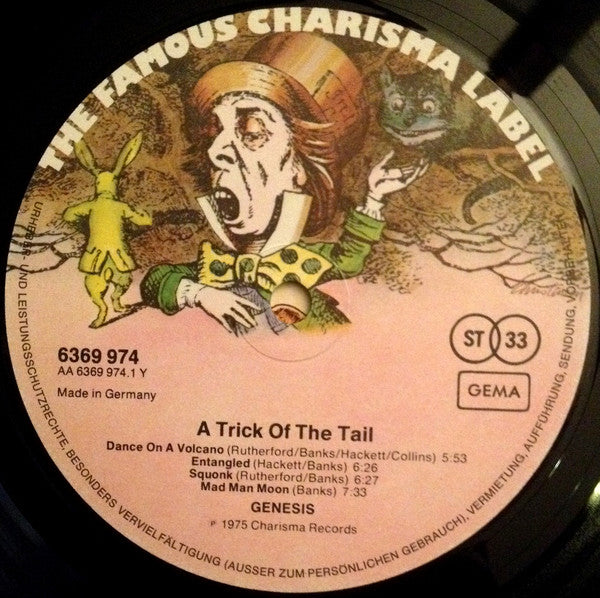 THE FAMOUS CHARISMA LABEL
6369 974
AA 6369 974.1 Y
Made in Germany
ST 33
GEMA
A Trick Of The Tail
Dance On A Volcano (Rutherford/Banks/Hackett/Collins) 5:53
Entangled (Hackett/Banks) 6:26
Squonk (Rutherford/Banks) 6:27
Mad Man Moon (Banks) 7:33
GENESIS
℗ 1975 Charisma Records
URHEBER- UND LEISTUNGSSCHUTZRECHTE, BESONDERS VERVIELFÄLTIGUNG (AUSSER ZUM PERSÖNLICHEN GEBRAUCH), VERMIETUNG, AUFFÜHRUNG, SENDUNG,